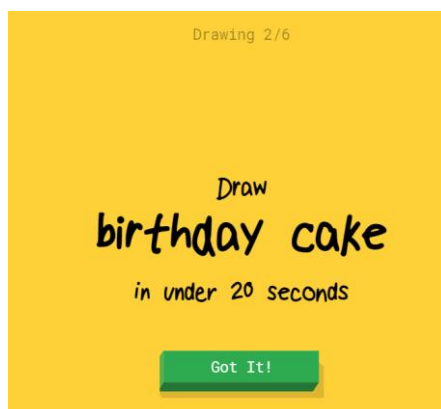 Drawing 2/6
Draw
birthday cake
in under 20 seconds
Got It!